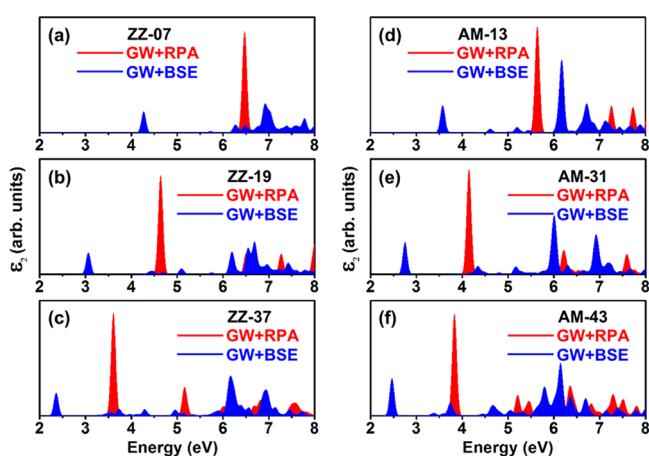 (a) ZZ-07
GW+RPA
GW+BSE
2 3 4 5 6 7 8
(d) AM-13
GW+RPA
GW+BSE
2 3 4 5 6 7 8
ε2 (arb. units)
(b) ZZ-19
GW+RPA
GW+BSE
2 3 4 5 6 7 8
ε2 (arb. units)
(e) AM-31
GW+RPA
GW+BSE
2 3 4 5 6 7 8
(c) ZZ-37
GW+RPA
GW+BSE
2 3 4 5 6 7 8
Energy (eV)
(f) AM-43
GW+RPA
GW+BSE
2 3 4 5 6 7 8
Energy (eV)